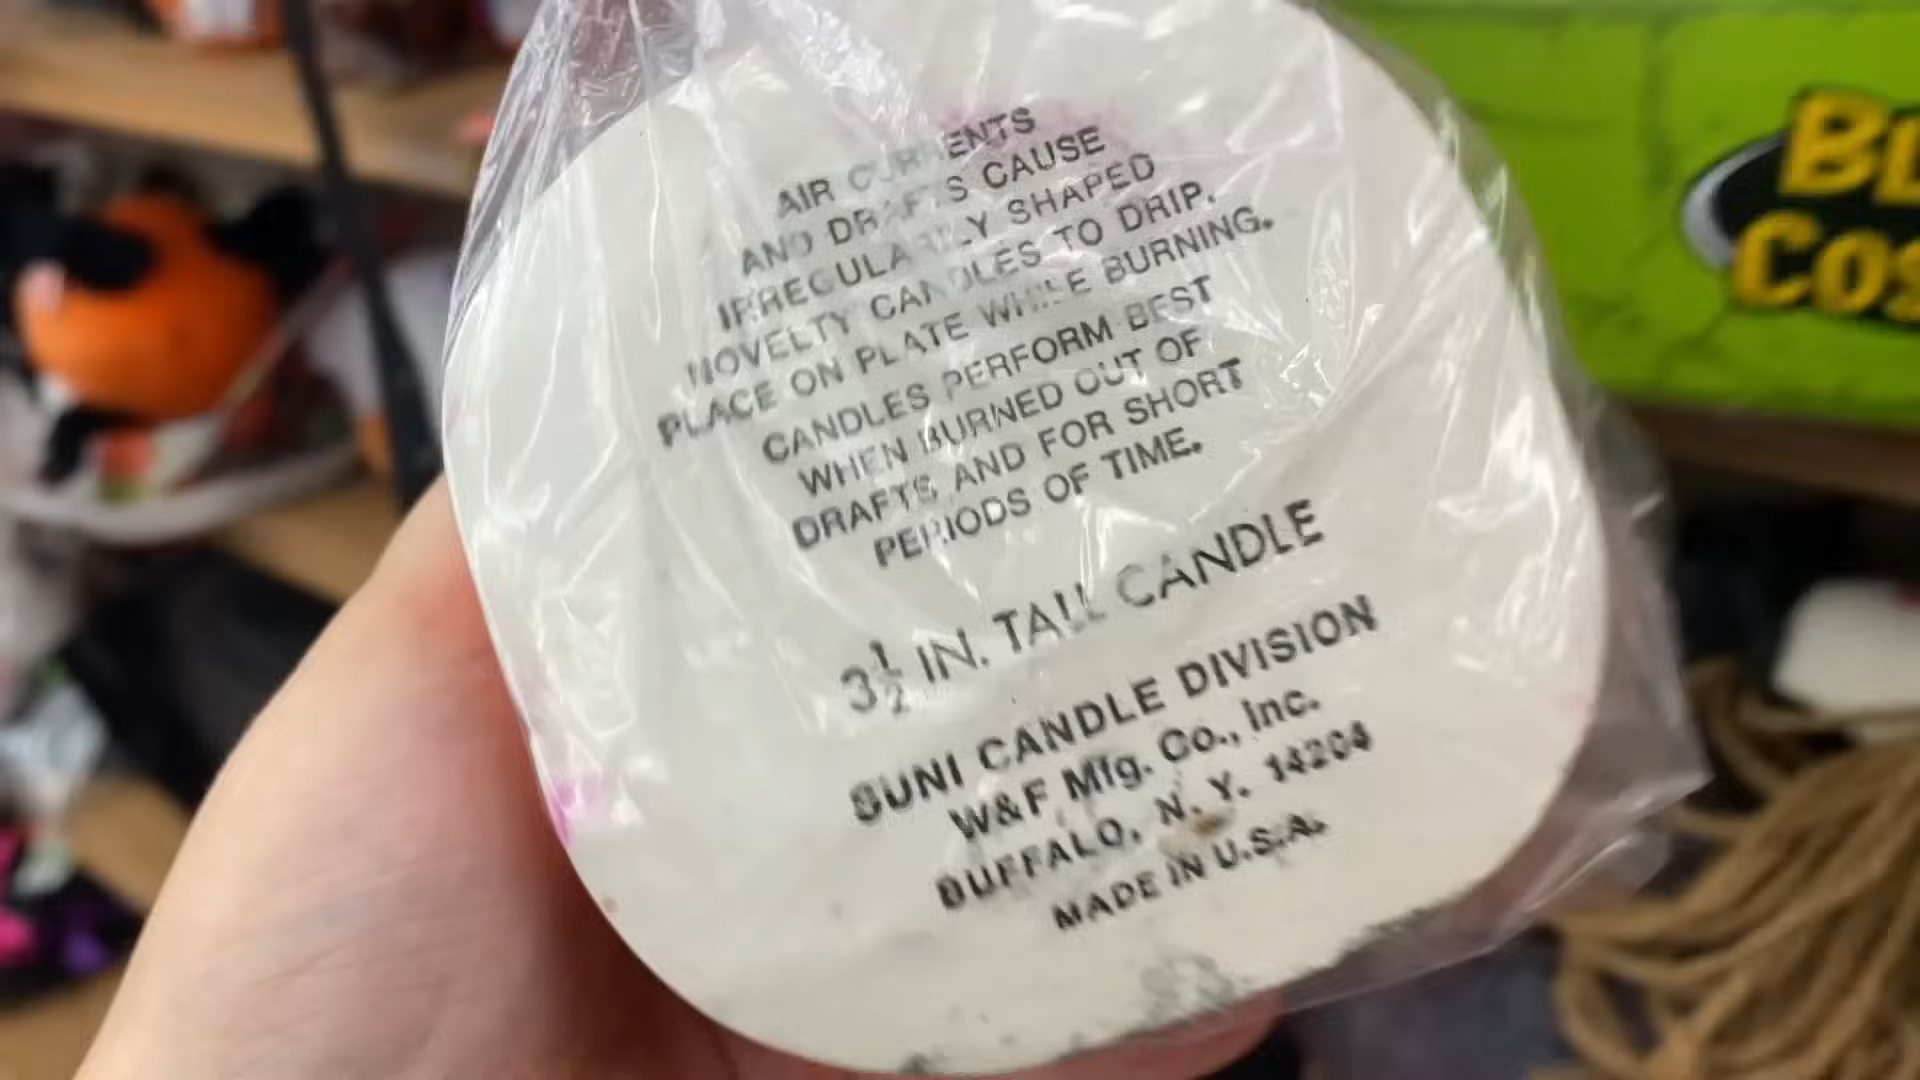 AIR CURRENTS
AND DRAFTS CAUSE
IRREGULARLY SHAPED
NOVELTY CANDLES TO DRIP.
PLACE ON PLATE WHILE BURNING.
CANDLES PERFORM BEST
WHEN BURNED OUT OF
DRAFTS AND FOR SHORT
PERIODS OF TIME.
3½ IN. TALL CANDLE
SUNI CANDLE DIVISION
W&F Mfg. Co., Inc.
BUFFALO, N. Y. 14204
MADE IN U.S.A.